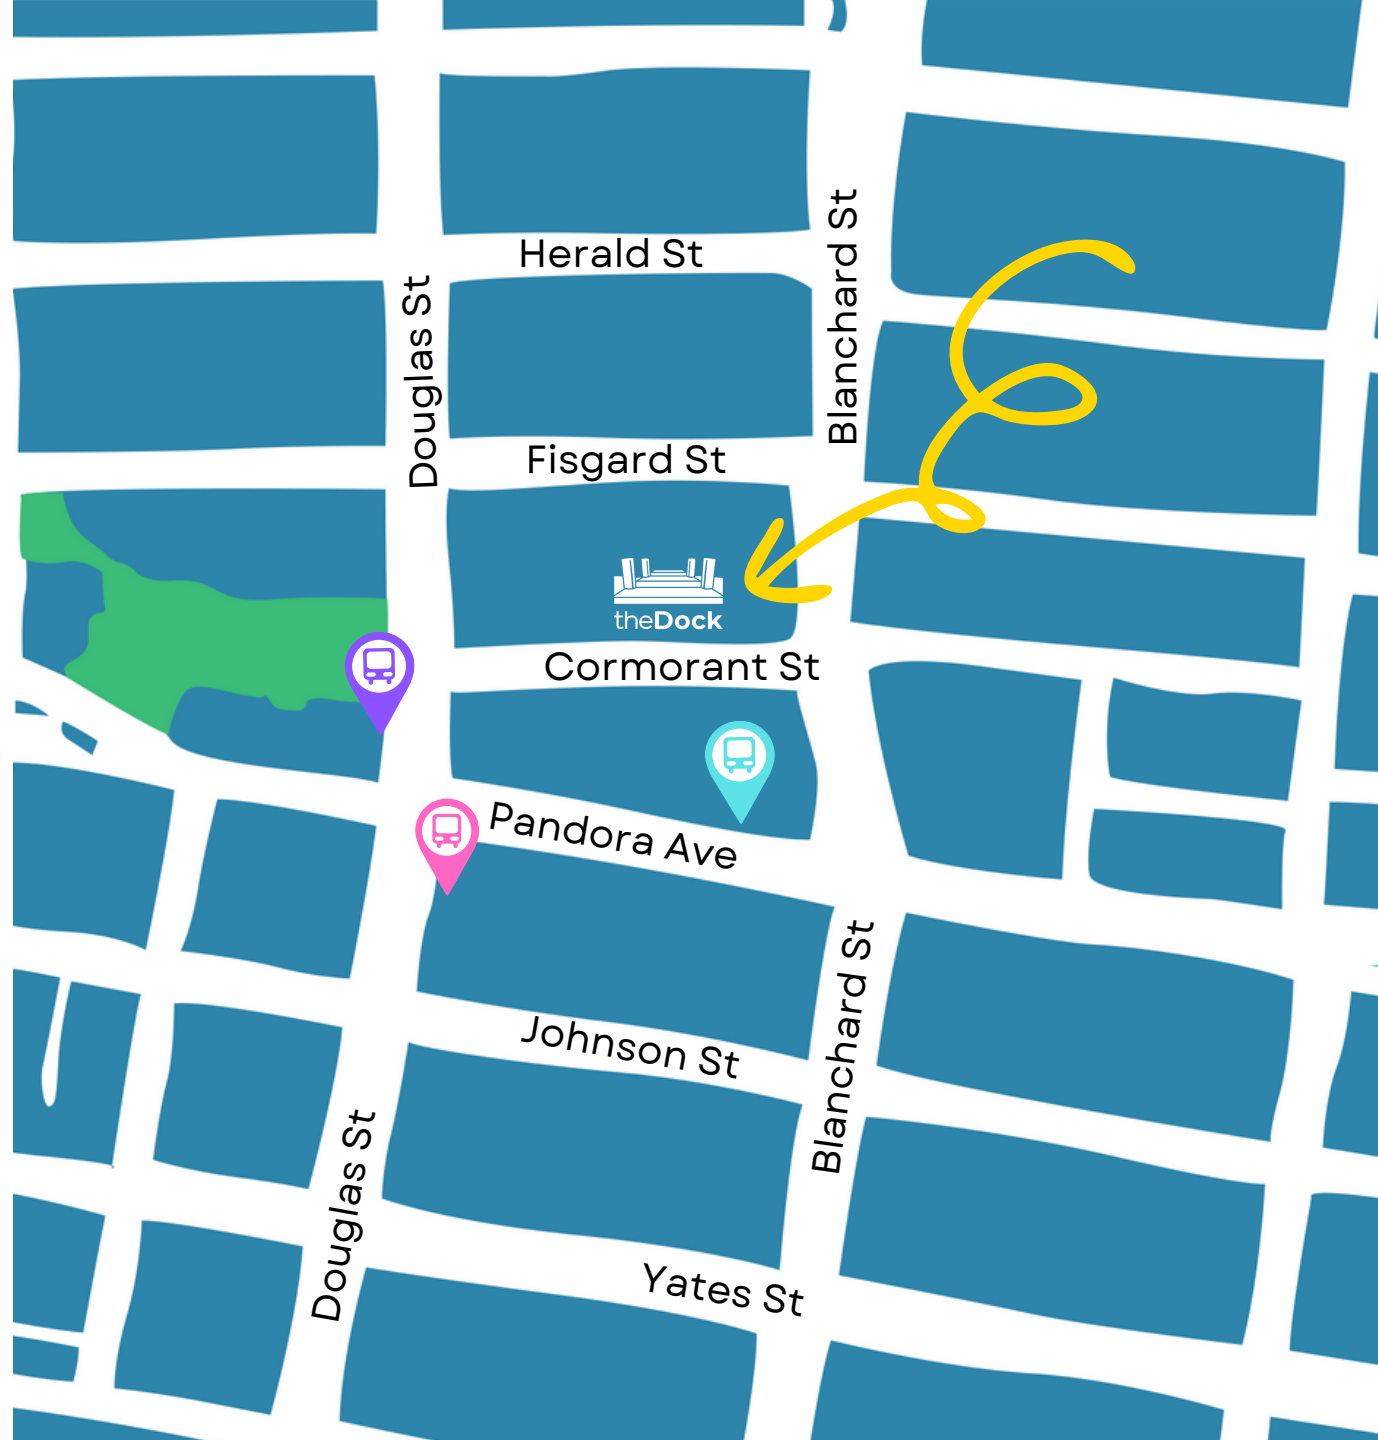 Herald St
Blanchard St
Douglas St
Fisgard St
theDock
Cormorant St
Pandora Ave
Blanchard St
Johnson St
Douglas St
Yates St